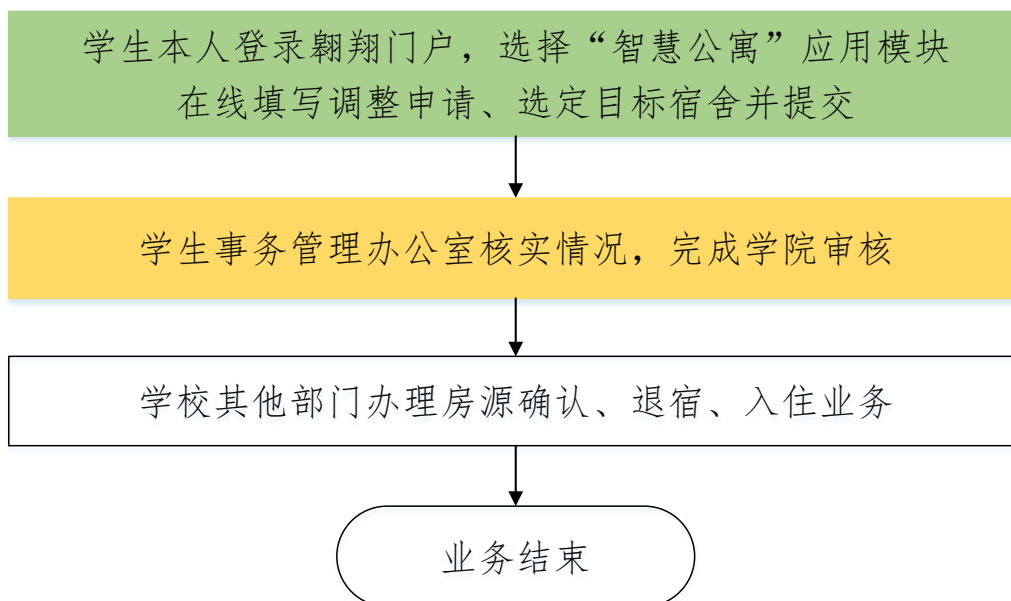 学生本人登录翱翔门户，选择“智慧公寓”应用模块
在线填写调整申请、选定目标宿舍并提交
学生事务管理办公室核实情况，完成学院审核
学校其他部门办理房源确认、退宿、入住业务
业务结束